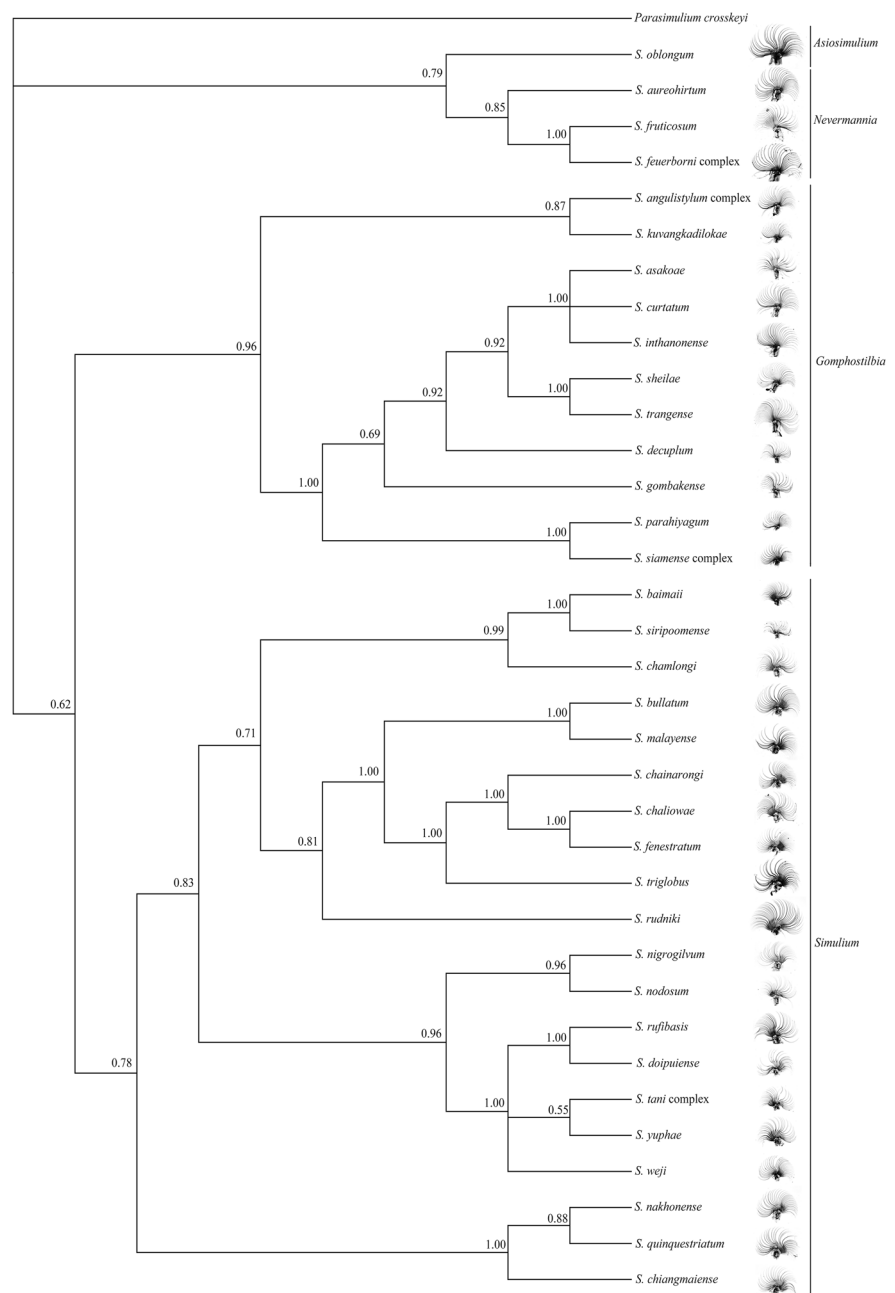 Parasimulium crosskeyi
Asiosimulium
S. oblongum
0.79
S. aureohirtum
0.85
Nevermannia
S. fruticosum
1.00
S. feuerborni complex
S. angulistylum complex
0.87
S. kuvangkadilokae
S. asakoae
1.00
S. curtatum
0.96
0.92
S. inthanonense
Gomphostilbia
S. sheilae
1.00
0.92
S. trangense
0.69
S. decuplum
1.00
S. gombakense
S. parahiyagum
1.00
S. siamense complex
S. baimaii
1.00
0.99
S. siripoomense
S. chamlongi
0.62
S. bullatum
1.00
0.71
S. malayense
1.00
S. chainarongi
1.00
S. chaliowae
1.00
0.81
1.00
S. fenestratum
0.83
S. triglobus
S. rudniki
Simulium
S. nigrogilvum
0.96
S. nodosum
0.96
S. rufibasis
1.00
0.78
S. doipuiense
1.00
S. tani complex
0.55
S. yuphae
S. weji
S. nakhonense
0.88
1.00
S. quinquestriatum
S. chiangmaiense